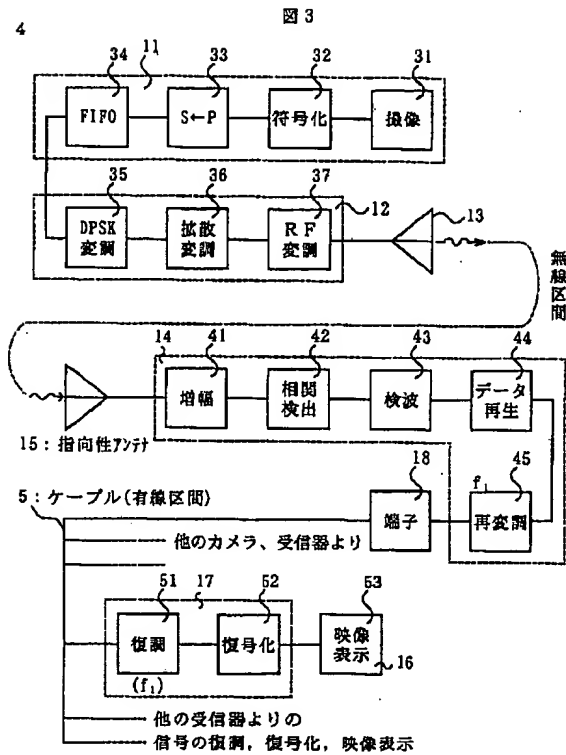 図3
4
34 11 33 32 31
FIFO
S←P
符号化
撮像
35 36 37 12 13
DPSK
変調
拡散
変調
RF
変調
無線区間
14 41 42 43 44
増幅
相関
検出
検波
データ
再生
15:指向性アンテナ
18 f₁ 45
5:ケーブル(有線区間)
端子
再変調
他のカメラ、受信器より
51 17 52 53
復調
復号化
映像
表示
16
(f₁)
他の受信器よりの
信号の復調,復号化,映像表示